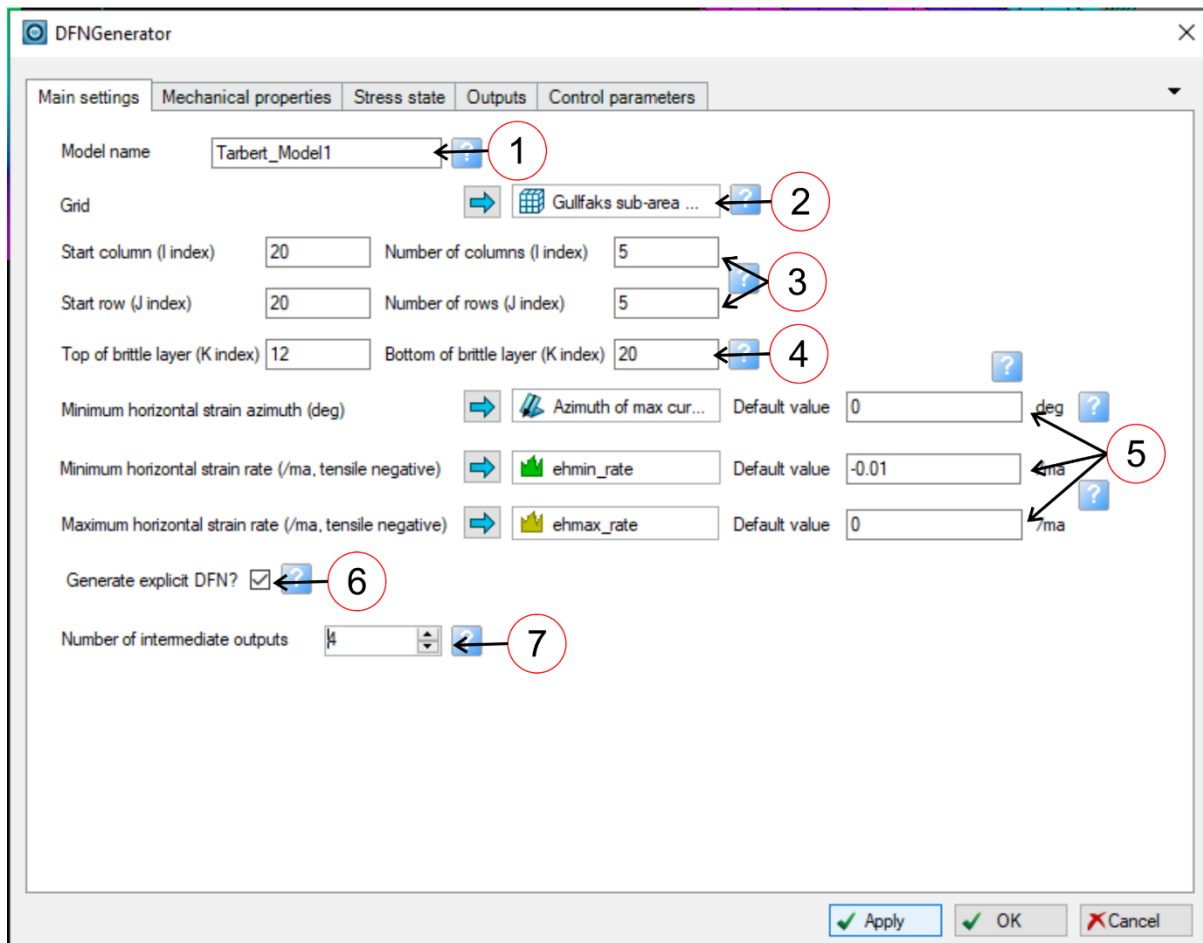 DFNGenerator
Main settings Mechanical properties Stress state Outputs Control parameters
Model name Tarbert_Model1 ? 1
Grid Gullfaks sub-area ... ? 2
Start column (I index) 20 Number of columns (I index) 5
? 3
Start row (J index) 20 Number of rows (J index) 5
Top of brittle layer (K index) 12 Bottom of brittle layer (K index) 20 ? 4
?
Minimum horizontal strain azimuth (deg) Azimuth of max cur... Default value 0 deg ?
5
Minimum horizontal strain rate (/ma, tensile negative) ehmin_rate Default value -0.01 /ma
?
Maximum horizontal strain rate (/ma, tensile negative) ehmax_rate Default value 0 /ma
Generate explicit DFN? ? 6
Number of intermediate outputs 4 ? 7
Apply OK Cancel